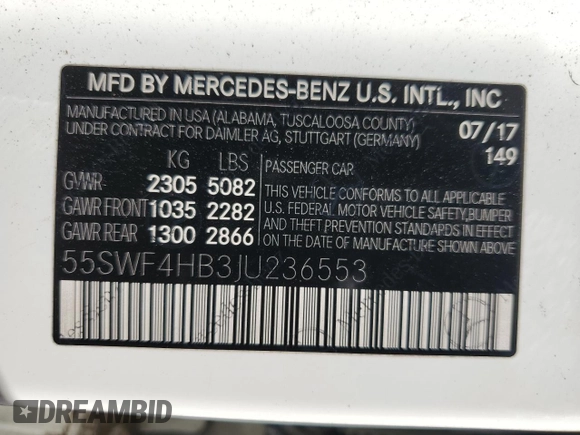 MFD BY MERCEDES-BENZ U.S. INTL., INC
MANUFACTURED IN USA (ALABAMA, TUSCALOOSA COUNTY) 07/17
UNDER CONTRACT FOR DAIMLER AG, STUTTGART (GERMANY) 149
KG LBS PASSENGER CAR
GVWR 2305 5082 THIS VEHICLE CONFORMS TO ALL APPLICABLE
GAWR FRONT 1035 2282 U.S. FEDERAL MOTOR VEHICLE SAFETY, BUMPER,
GAWR REAR 1300 2866 AND THEFT PREVENTION STANDARDS IN EFFECT
ON THE DATE OF MANUFACTURE SHOWN ABOVE.
55SWF4HB3JU236553
DREAMBID